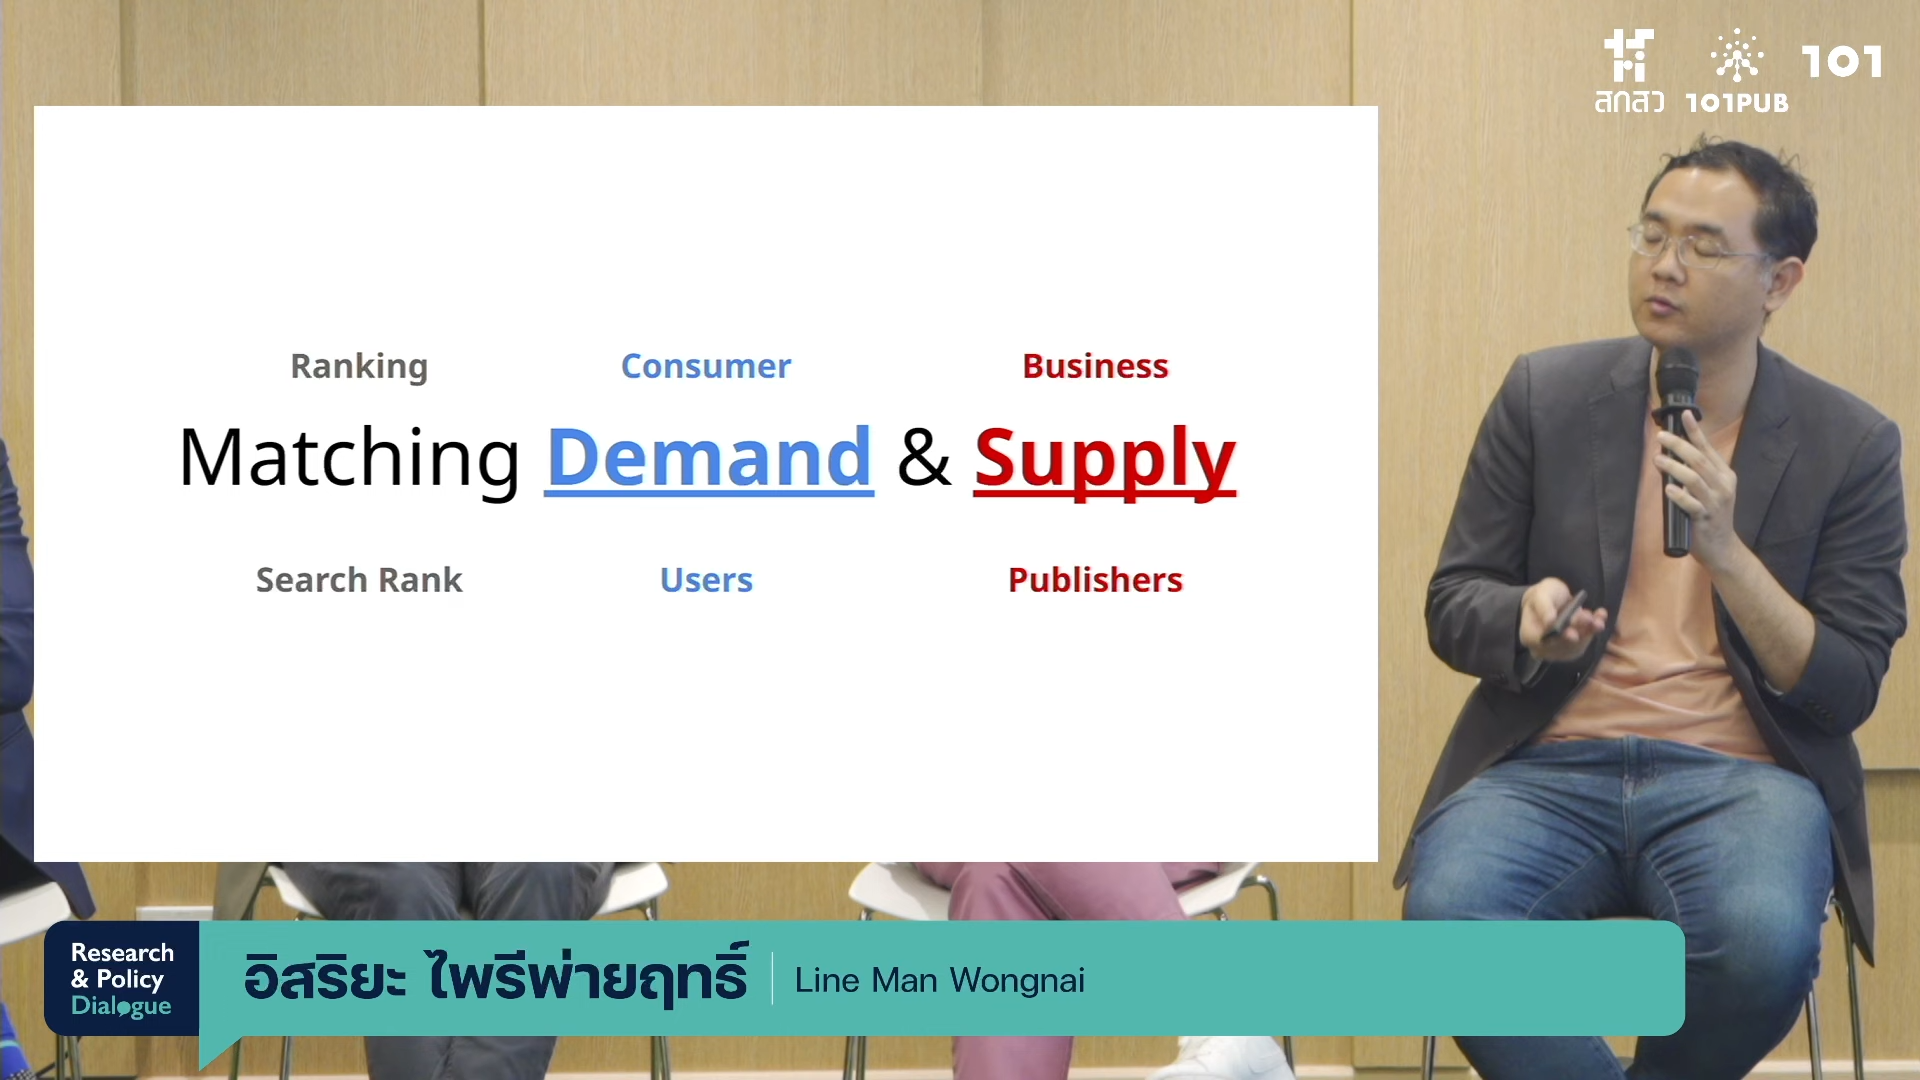 สกสว
101PUB
101
Ranking
Consumer
Business
Matching Demand & Supply
Search Rank
Users
Publishers
Research
& Policy
Dialogue
อิสริยะ ไพรีพ่ายฤทธิ์
Line Man Wongnai